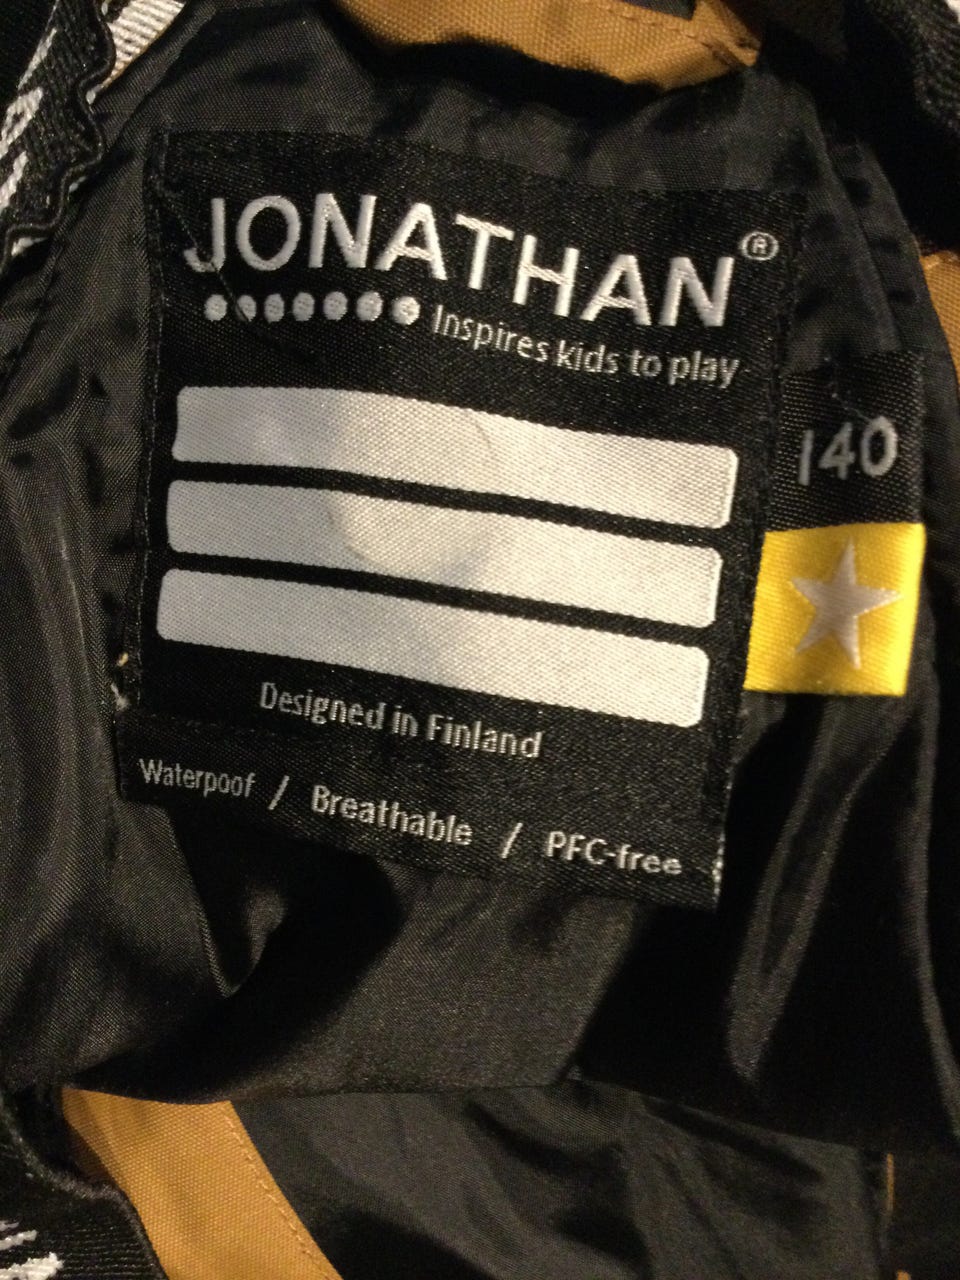 JONATHAN®
Inspires kids to play
140
Designed in Finland
Waterpoof / Breathable / PFC-free